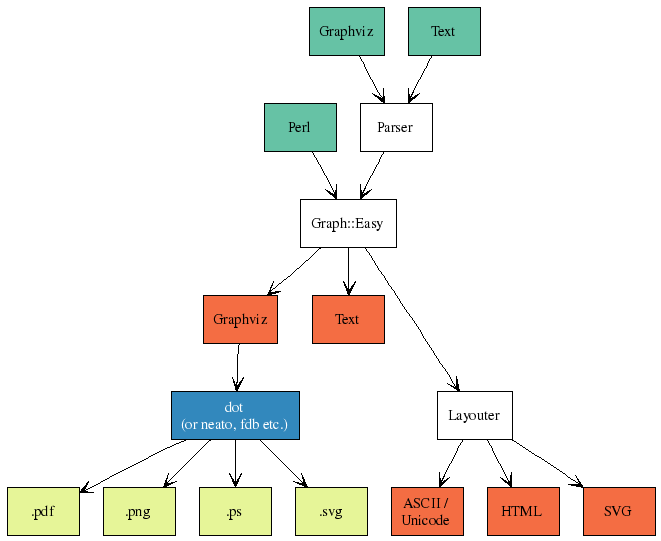 Graphviz
Text
Perl
Parser
Graph::Easy
Graphviz
Text
dot
(or neato, fdb etc.)
Layouter
.pdf
.png
.ps
.svg
ASCII /
Unicode
HTML
SVG